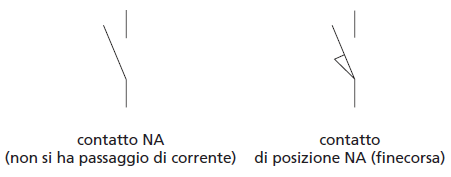 contatto NA
(non si ha passaggio di corrente)
contatto
di posizione NA (finecorsa)